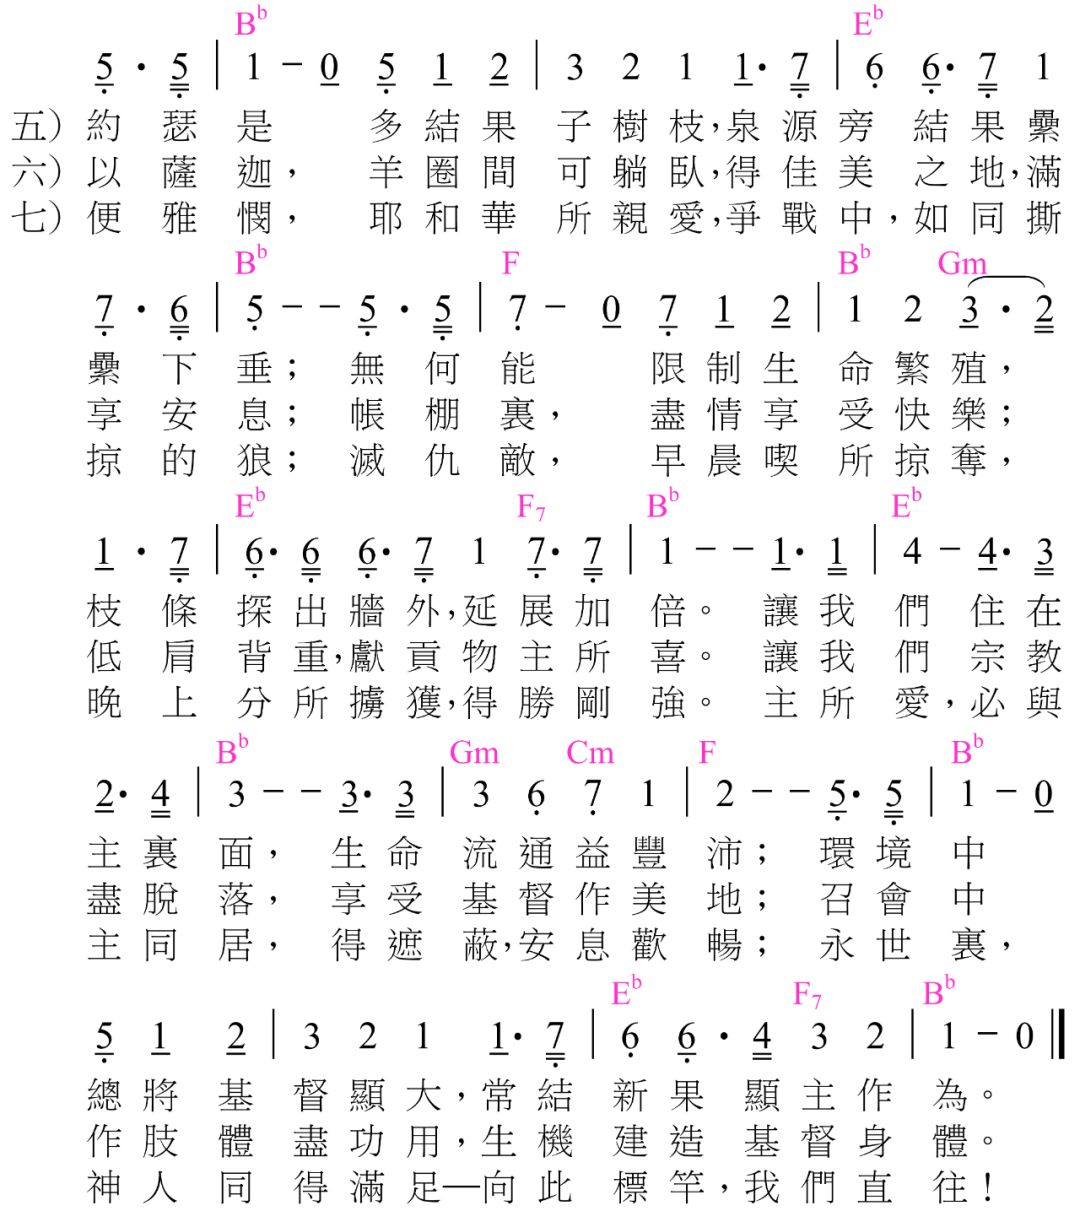 B♭ E♭
5 · 5 | 1 – 0 5 1 2 | 3 2 1 1· 7 | 6 6· 7 1
五）約瑟是 多結果子樹枝，泉源旁結果纍
六）以薩迦，羊圈間可躺臥，得佳美之地，滿
七）便雅憫，耶和華所親愛，爭戰中，如同撕
B♭ F B♭ Gm
7 · 6 | 5 – – 5 · 5 | 7 – 0 7 1 2 | 1 2 3 · 2
纍下垂；無何能 限制生命繁殖，
享安息；帳棚裏，盡情享受快樂；
掠的狼；滅仇敵，早晨喫所掠奪，
E♭ F7 B♭ E♭
1 · 7 | 6· 6 6· 7 1 7· 7 | 1 – – 1· 1 | 4 – 4· 3
枝條探出牆外，延展加倍。讓我們住在
低肩背重，獻貢物主所喜。讓我們宗教
晚上分所擄獲，得勝剛強。主所愛，必與
B♭ Gm Cm F B♭
2· 4 | 3 – – 3· 3 | 3 6 7 1 | 2 – – 5· 5 | 1 – 0
主裏面，生命流通益豐沛；環境中
盡脫落，享受基督作美地；召會中
主同居，得遮蔽，安息歡暢；永世裏，
E♭ F7 B♭
5 1 2 | 3 2 1 1· 7 | 6 6 · 4 3 2 | 1 – 0 ‖
總將基督顯大，常結新果顯主作為。
作肢體盡功用，生機建造基督身體。
神人同得滿足—向此標竿，我們直往！